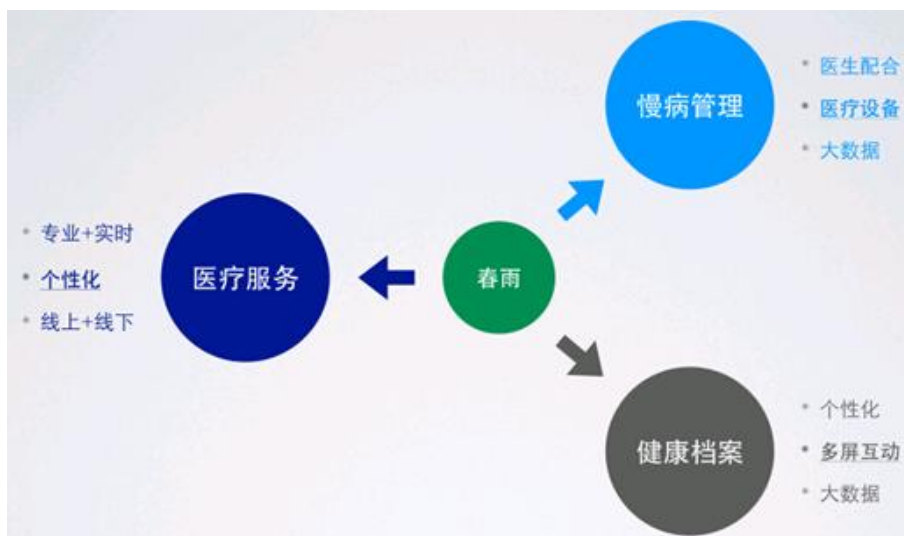 慢病管理
医生配合
医疗设备
大数据
专业+实时
个性化
线上+线下
医疗服务
春雨
健康档案
个性化
多屏互动
大数据